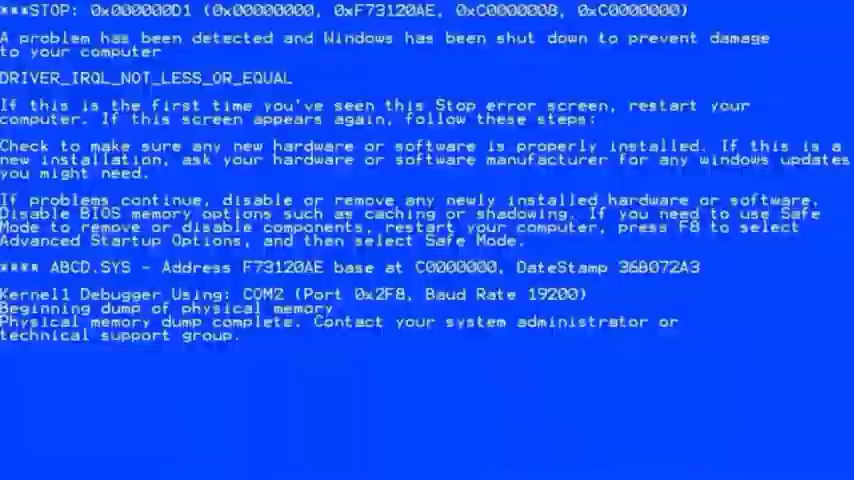 ***STOP: 0x000000D1 (0x00000000, 0xF73120AE, 0xC0000008, 0xC0000000)
A problem has been detected and Windows has been shut down to prevent damage
to your computer
DRIVER_IRQL_NOT_LESS_OR_EQUAL
If this is the first time you've seen this Stop error screen, restart your
computer. If this screen appears again, follow these steps:
Check to make sure any new hardware or software is properly installed. If this is a
new installation, ask your hardware or software manufacturer for any windows updates
you might need.
If problems continue, disable or remove any newly installed hardware or software.
Disable BIOS memory options such as caching or shadowing. If you need to use Safe
Mode to remove or disable components, restart your computer, press F8 to select
Advanced Startup Options, and then select Safe Mode.
**** ABCD.SYS - Address F73120AE base at C0000000, DateStamp 36B072A3
Kernel1 Debugger Using: COM2 (Port 0x2F8, Baud Rate 19200)
Beginning dump of physical memory
Physical memory dump complete. Contact your system administrator or
technical support group.